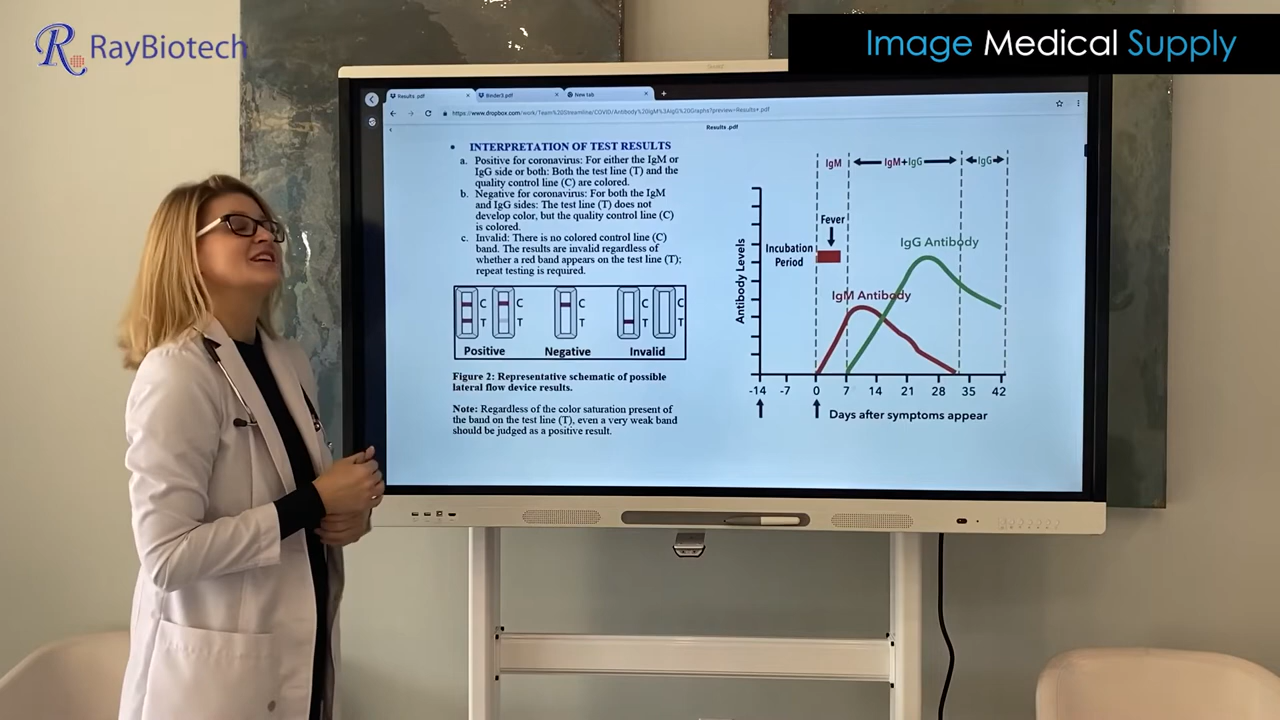 RayBiotech
Image Medical Supply
Results .pdf
Binder3.pdf
New tab
Results .pdf
• INTERPRETATION OF TEST RESULTS
a. Positive for coronavirus: For either the IgM or
IgG side or both: Both the test line (T) and the
quality control line (C) are colored.
b. Negative for coronavirus: For both the IgM
and IgG sides: The test line (T) does not
develop color, but the quality control line (C)
is colored.
c. Invalid: There is no colored control line (C)
band. The results are invalid regardless of
whether a red band appears on the test line (T);
repeat testing is required.
C C C C C
T T T T T
Positive Negative Invalid
Figure 2: Representative schematic of possible
lateral flow device results.
Note: Regardless of the color saturation present of
the band on the test line (T), even a very weak band
should be judged as a positive result.
IgM IgM+IgG IgG
Fever
Incubation
Period
IgG Antibody
IgM Antibody
Antibody Levels
-14 -7 0 7 14 21 28 35 42
Days after symptoms appear